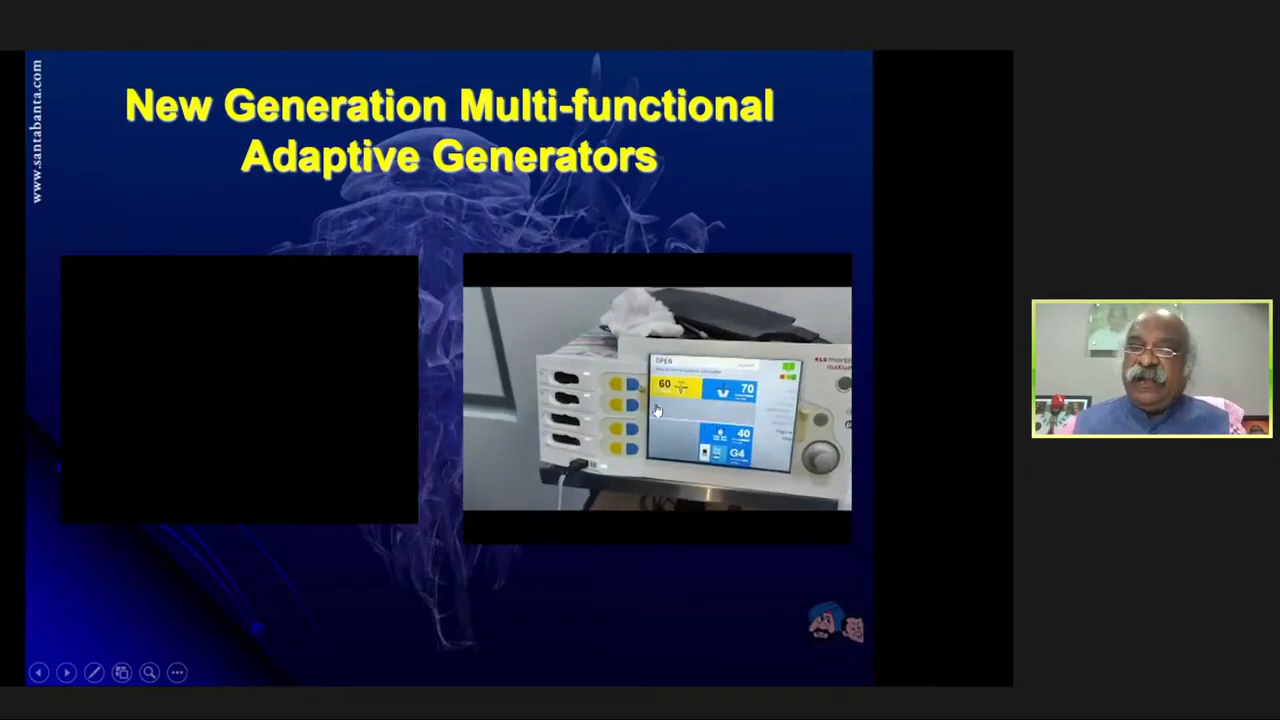 www.santabanta.com
New Generation Multi-functional
Adaptive Generators
OPEN
60
70
40
G4